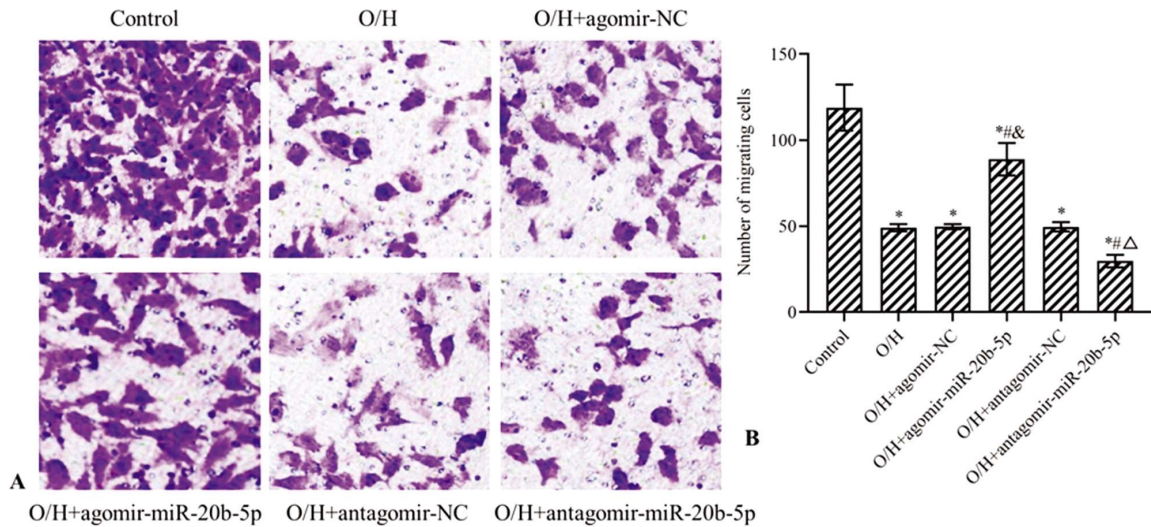 Control
O/H
O/H+agomir-NC
A
O/H+agomir-miR-20b-5p
O/H+antagomir-NC
O/H+antagomir-miR-20b-5p
Number of migrating cells
150
100
50
0
*
*
*#&
*
*#△
Control
O/H
O/H+agomir-NC
O/H+agomir-miR-20b-5p
O/H+antagomir-NC
O/H+antagomir-miR-20b-5p
B